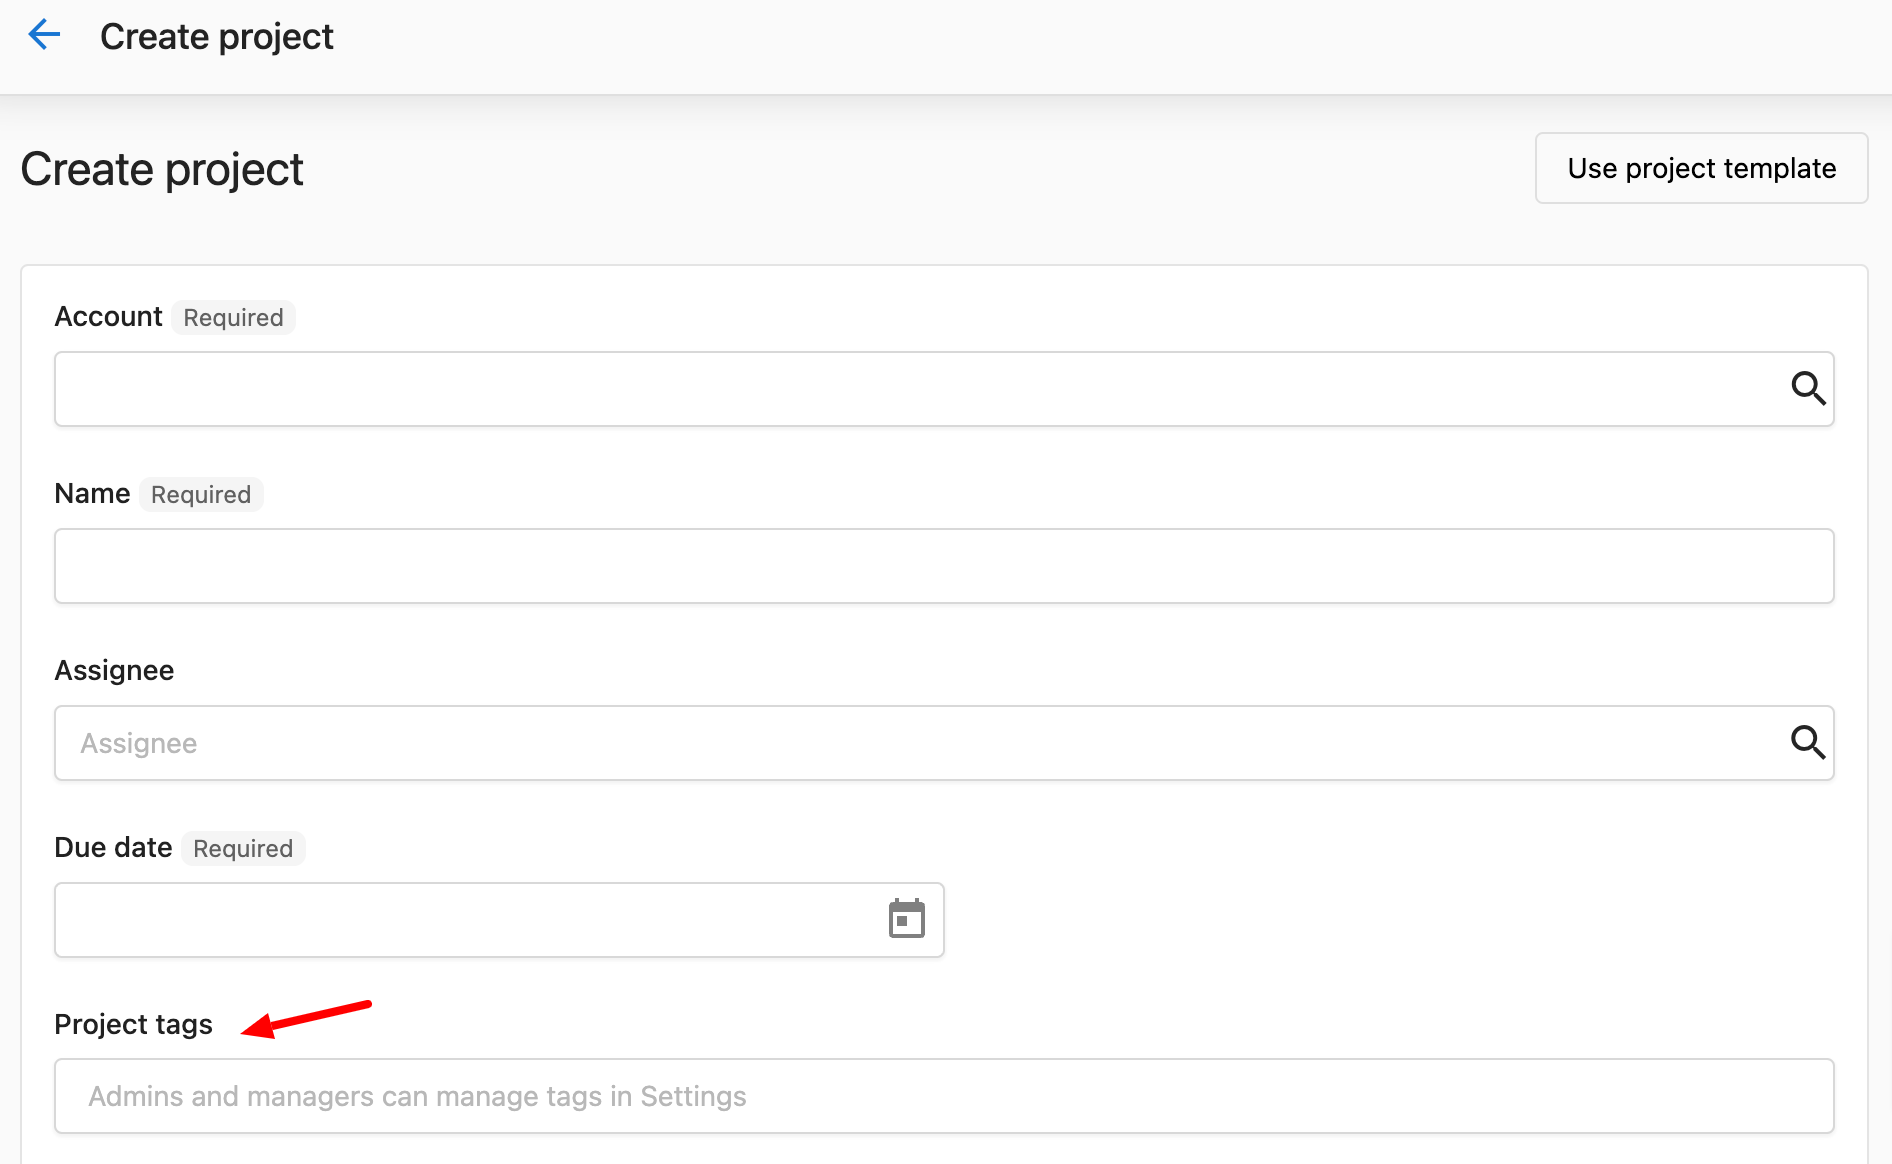 Create project
Create project
Use project template
Account Required
Name Required
Assignee
Assignee
Due date Required
Project tags
Admins and managers can manage tags in Settings